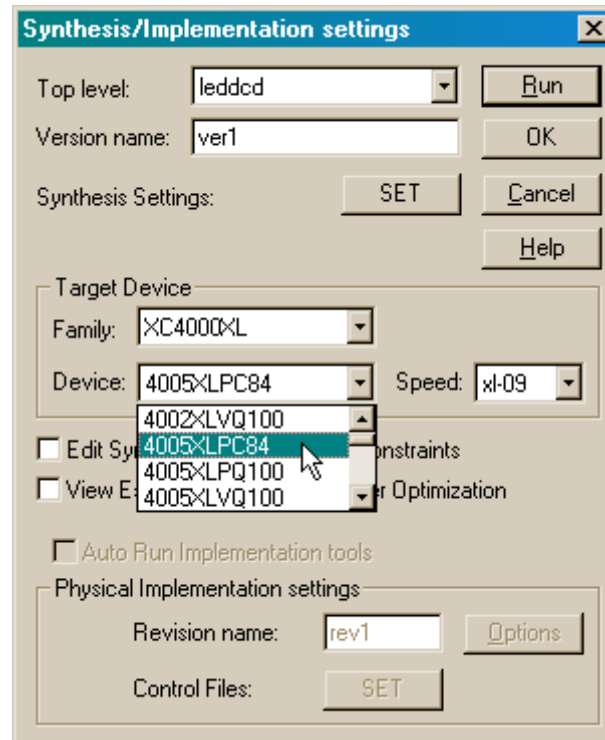 Synthesis/Implementation settings
Top level: leddcd Run
Version name: ver1 OK
Synthesis Settings: SET Cancel
Help
Target Device
Family: XC4000XL
Device: 4005XLPC84 Speed: xl-09
4002XLVQ100
Edit Sy 4005XLPC84 onstraints
4005XLPQ100
View E 4005XLVQ100 r Optimization
Auto Run Implementation tools
Physical Implementation settings
Revision name: rev1 Options
Control Files: SET